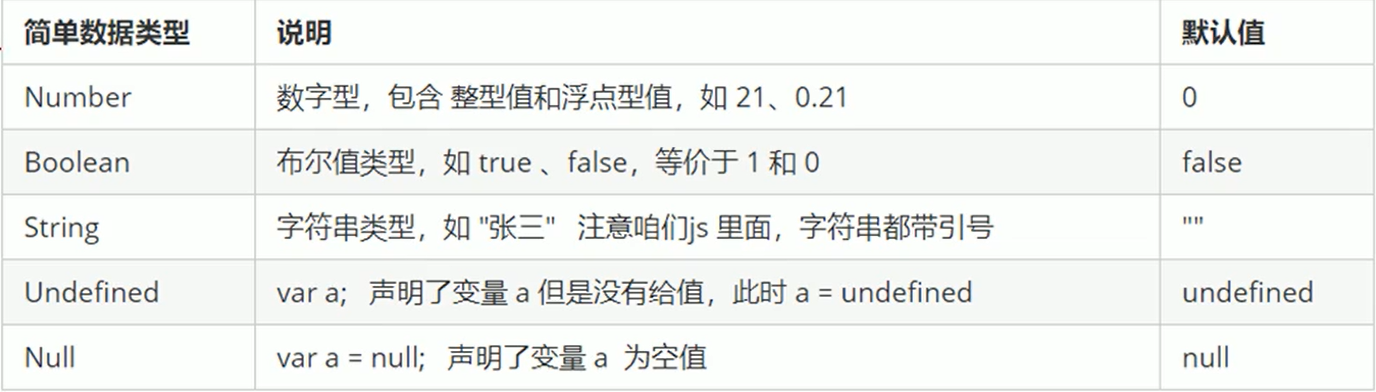 简单数据类型 说明 默认值
Number 数字型，包含 整型值和浮点型值，如 21、0.21 0
Boolean 布尔值类型，如 true 、false，等价于 1 和 0 false
String 字符串类型，如 "张三" 注意咱们js 里面，字符串都带引号 ""
Undefined var a; 声明了变量 a 但是没有给值，此时 a = undefined undefined
Null var a = null; 声明了变量 a 为空值 null